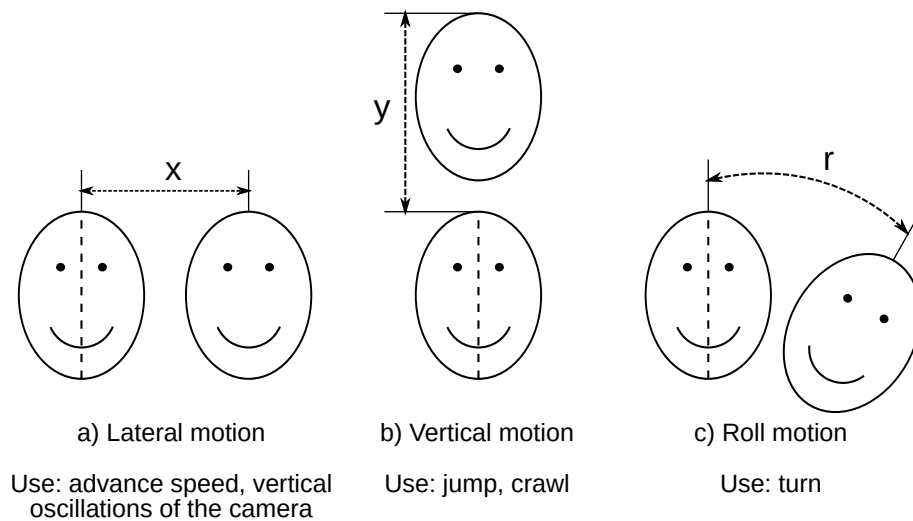 x
y
r
a) Lateral motion
b) Vertical motion
c) Roll motion
Use: advance speed, vertical
oscillations of the camera
Use: jump, crawl
Use: turn